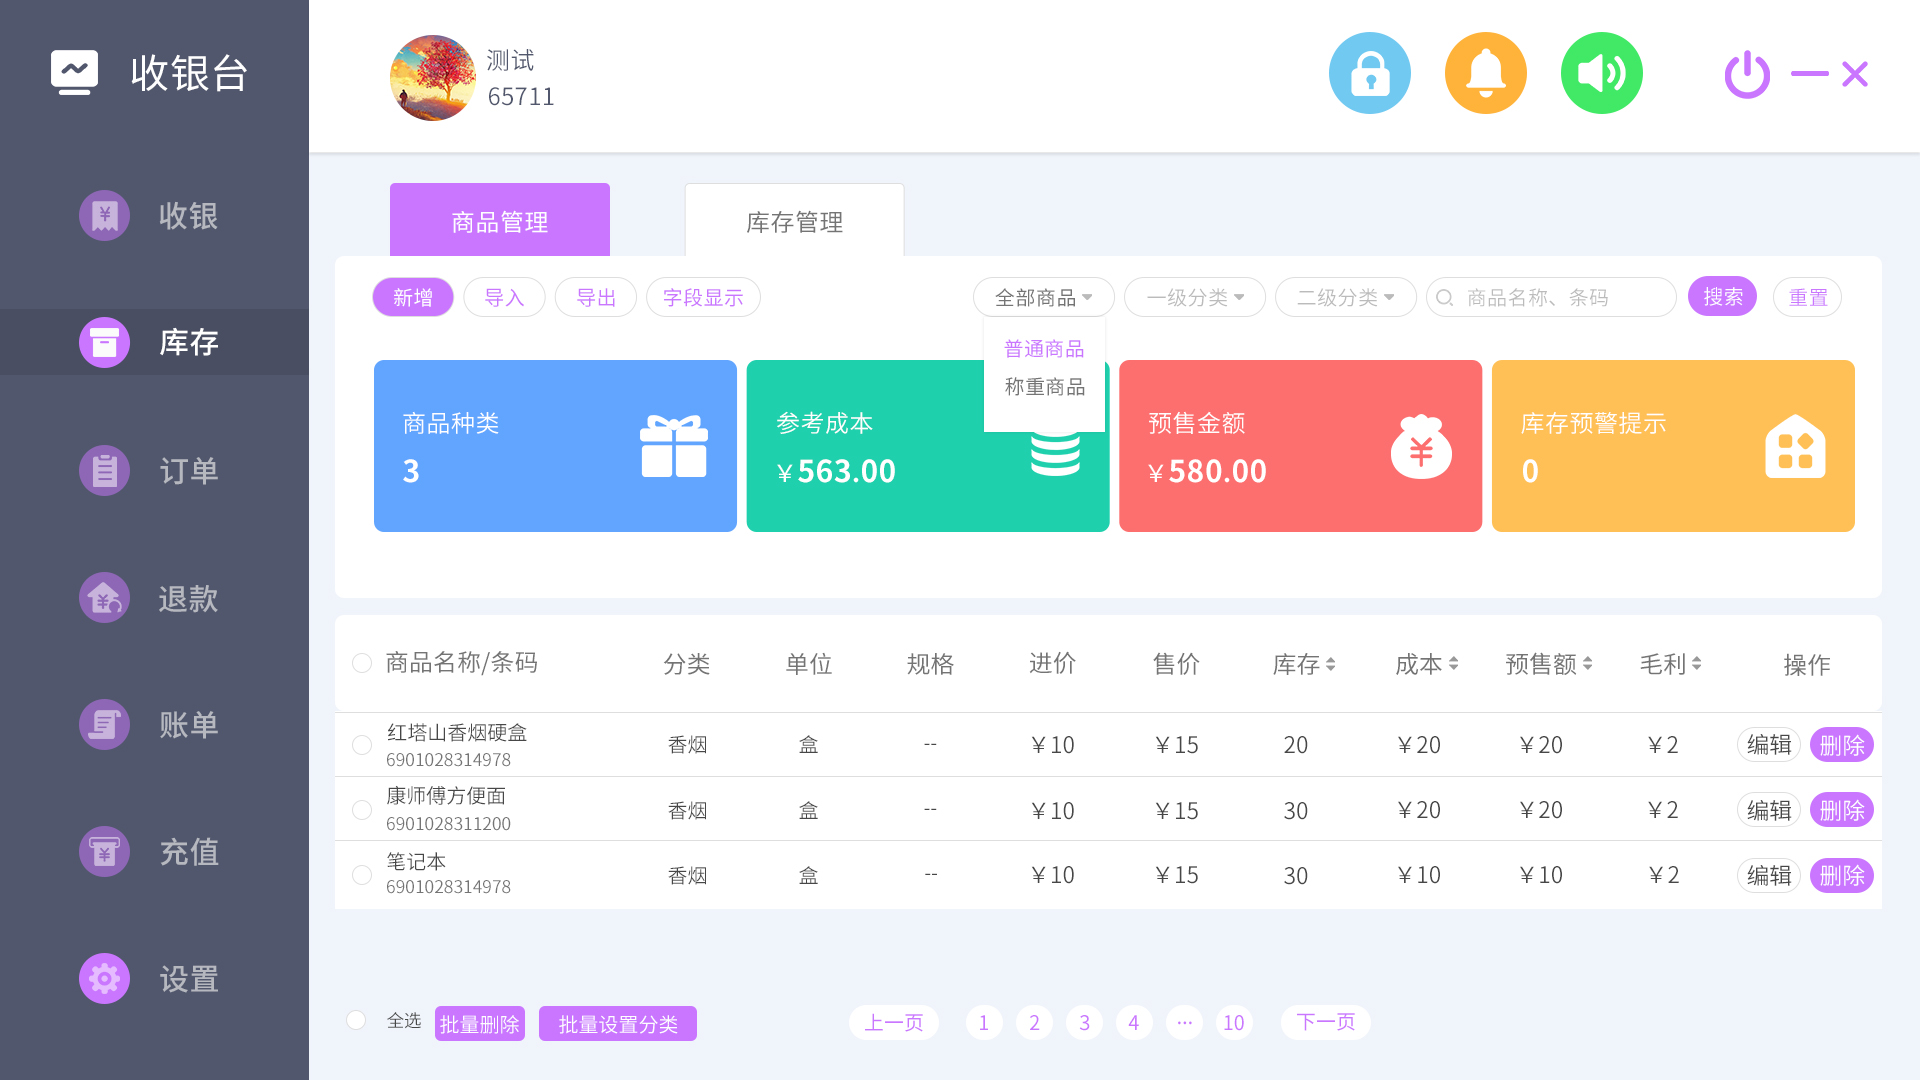 收银台
测试
65711
收银
库存
订单
退款
账单
充值
设置
商品管理
库存管理
新增
导入
导出
字段显示
全部商品
一级分类
二级分类
商品名称、条码
搜索
重置
普通商品
称重商品
商品种类
3
参考成本
¥563.00
预售金额
¥580.00
库存预警提示
0
商品名称/条码 分类 单位 规格 进价 售价 库存 成本 预售额 毛利 操作
红塔山香烟硬盒
6901028314978
香烟 盒 -- ¥10 ¥15 20 ¥20 ¥20 ¥2 编辑 删除
康师傅方便面
6901028311200
香烟 盒 -- ¥10 ¥15 30 ¥20 ¥20 ¥2 编辑 删除
笔记本
6901028314978
香烟 盒 -- ¥10 ¥15 30 ¥10 ¥10 ¥2 编辑 删除
全选 批量删除 批量设置分类 上一页 1 2 3 4 ··· 10 下一页